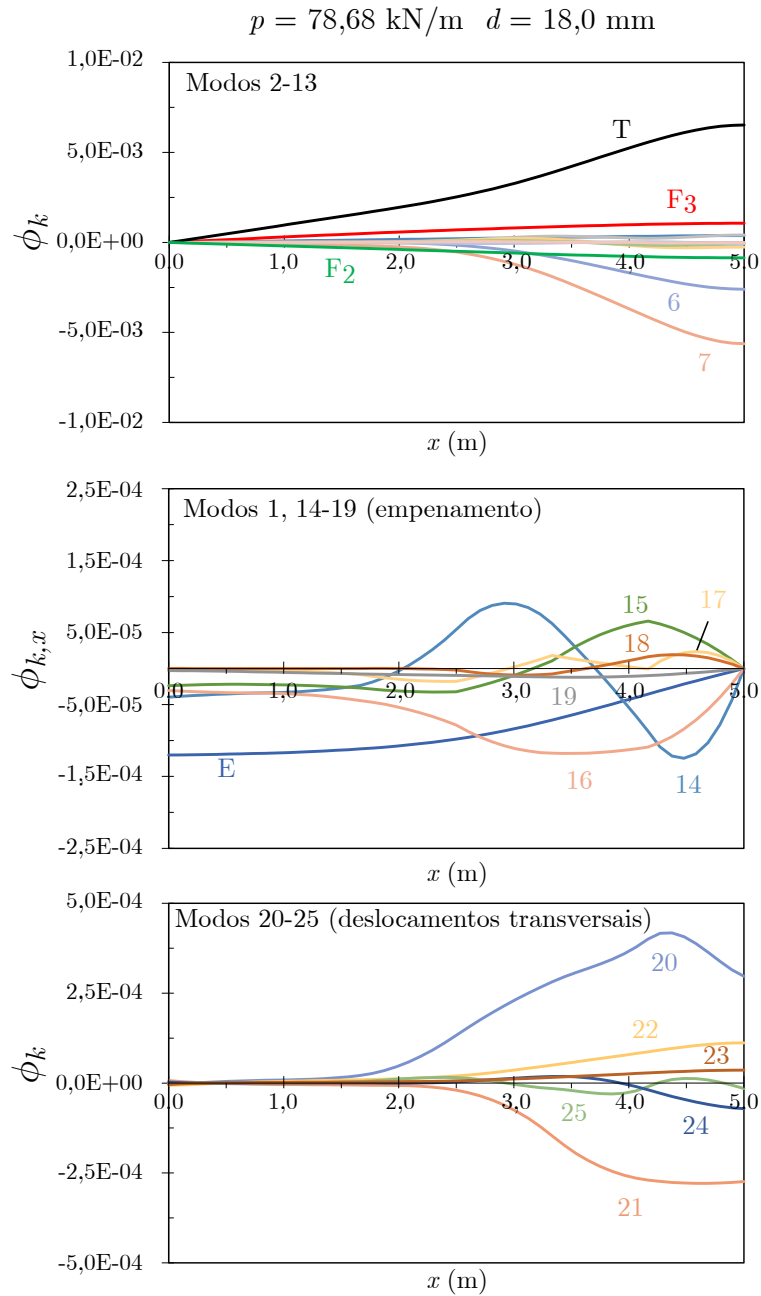 p = 78,68 kN/m d = 18,0 mm
1,0E-02
Modos 2-13
T
5,0E-03
F3
ϕk
0,0E+00
0.0 1,0 2,0 3.0 4.0 5.0
F2
6
-5,0E-03
7
-1,0E-02
x (m)
2,5E-04
Modos 1, 14-19 (empenamento)
1,5E-04
15 17
5,0E-05
18
ϕk,x
0.0 1,0 2,0 3.0 4.0 5.0
-5,0E-05
19
E 16 14
-1,5E-04
-2,5E-04
x (m)
5,0E-04
Modos 20-25 (deslocamentos transversais)
20
2,5E-04
22
23
ϕk
0,0E+00
0.0 1,0 2,0 3.0 4.0 5.0
25 24
-2,5E-04
21
-5,0E-04
x (m)